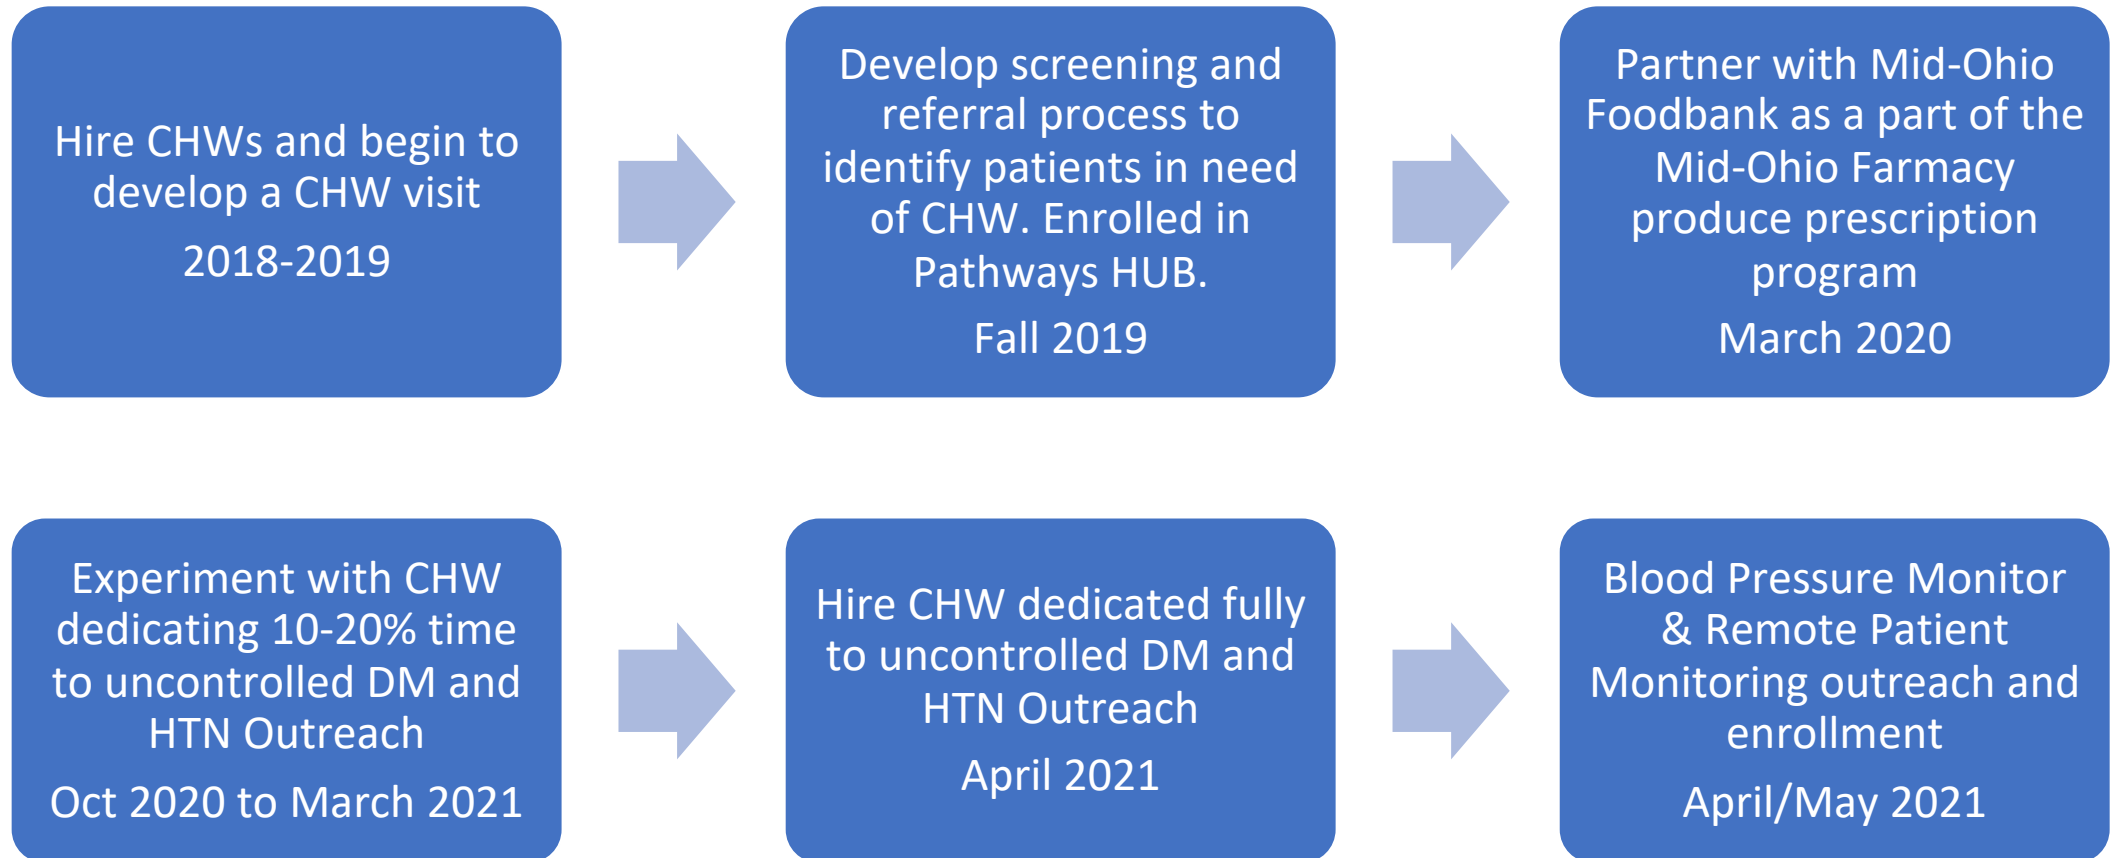 Hire CHWs and begin to
develop a CHW visit
2018-2019
Develop screening and
referral process to
identify patients in need
of CHW. Enrolled in
Pathways HUB.
Fall 2019
Partner with Mid-Ohio
Foodbank as a part of the
Mid-Ohio Farmacy
produce prescription
program
March 2020
Experiment with CHW
dedicating 10-20% time
to uncontrolled DM and
HTN Outreach
Oct 2020 to March 2021
Hire CHW dedicated fully
to uncontrolled DM and
HTN Outreach
April 2021
Blood Pressure Monitor
& Remote Patient
Monitoring outreach and
enrollment
April/May 2021